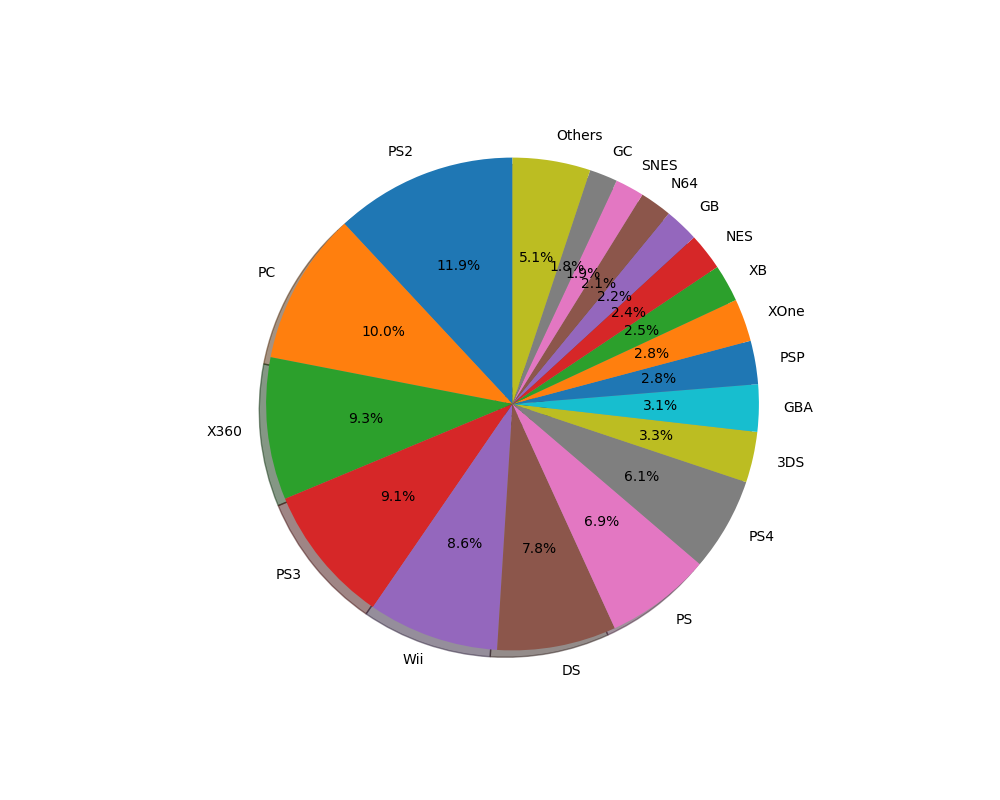 Others
GC
PS2
SNES
N64
GB
NES
5.1%
11.9%
1.8%
XB
PC
1.9%
2.1%
2.2%
XOne
2.4%
10.0%
2.5%
2.8%
PSP
2.8%
3.1%
GBA
9.3%
X360
3.3%
3DS
6.1%
9.1%
6.9%
PS4
8.6%
7.8%
PS3
PS
Wii
DS